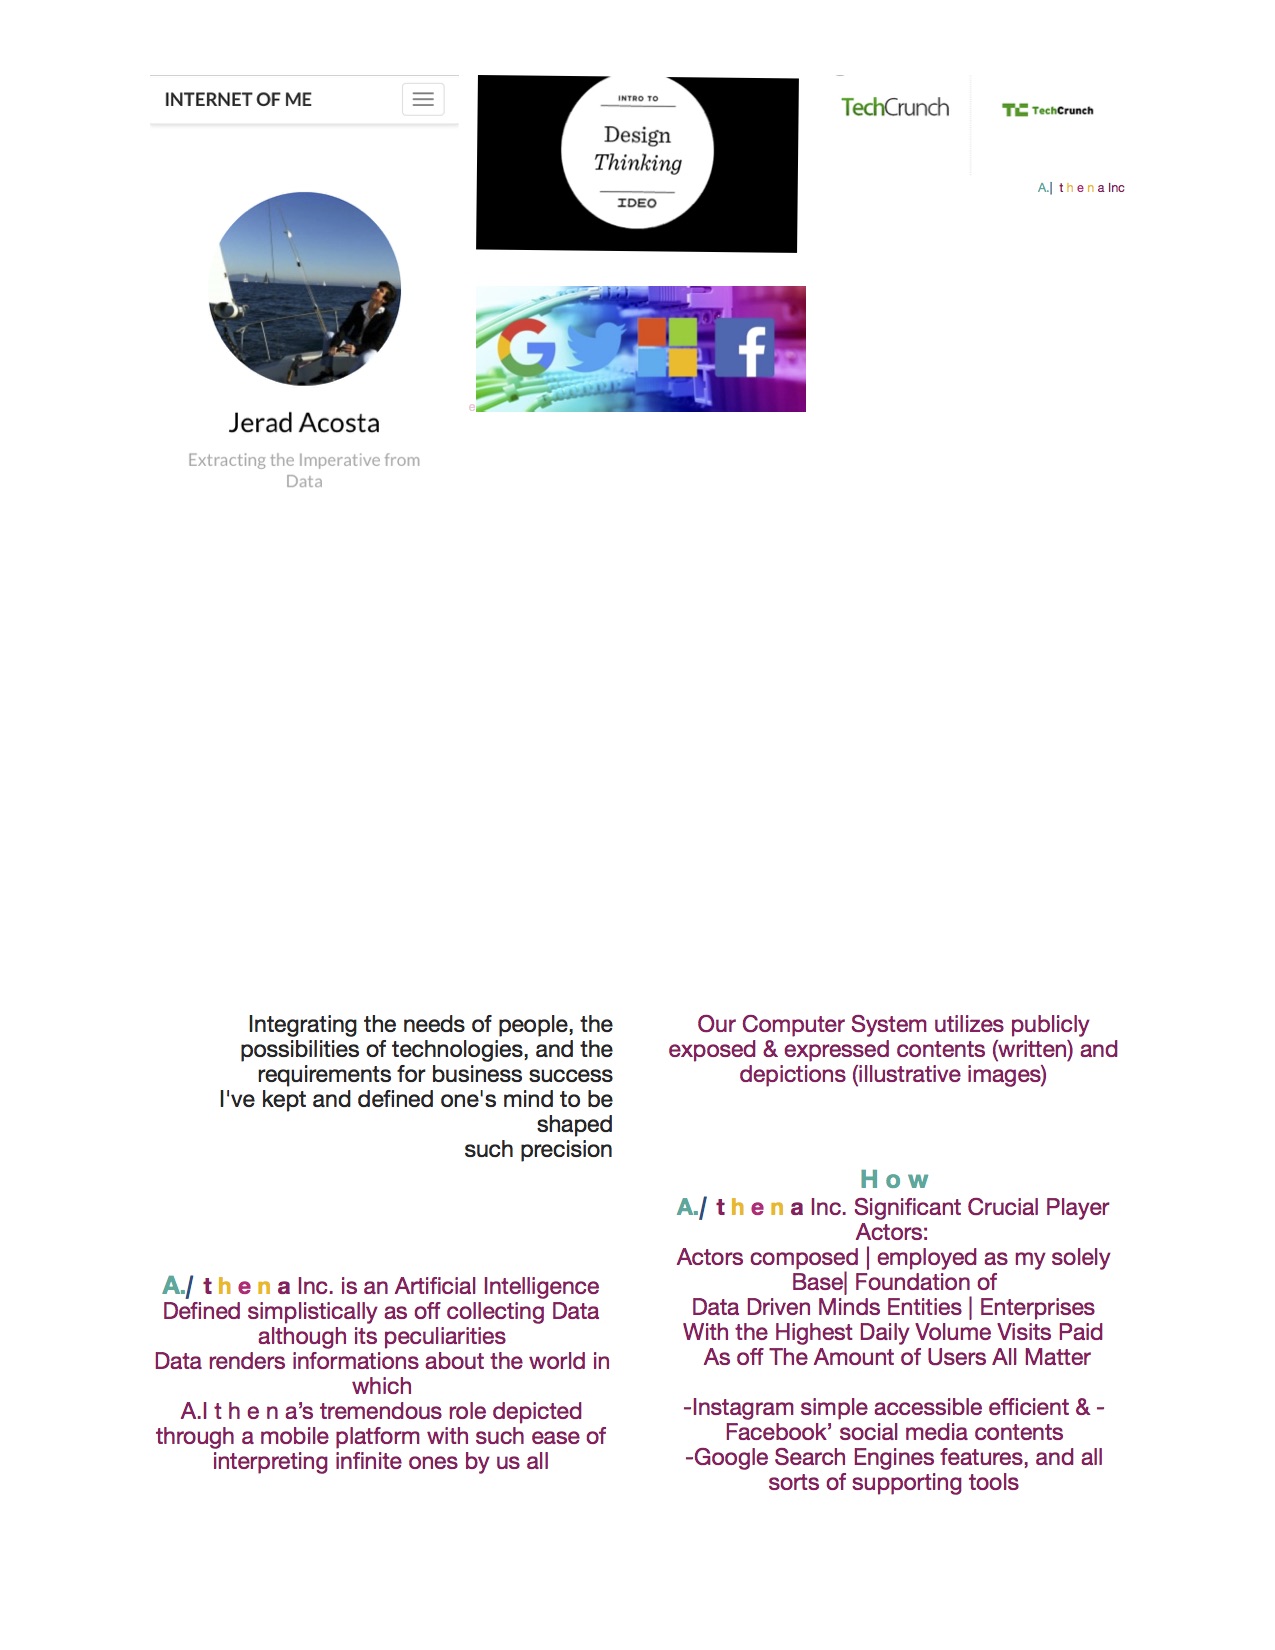 INTERNET OF ME
Jerad Acosta
Extracting the Imperative from
Data
INTRO TO
Design
Thinking
IDEO
e
TechCrunch
TC TechCrunch
A.| t h e n a Inc
Integrating the needs of people, the
possibilities of technologies, and the
requirements for business success
I've kept and defined one's mind to be
shaped
such precision
A./ t h e n a Inc. is an Artificial Intelligence
Defined simplistically as off collecting Data
although its peculiarities
Data renders informations about the world in
which
A.I t h e n a’s tremendous role depicted
through a mobile platform with such ease of
interpreting infinite ones by us all
Our Computer System utilizes publicly
exposed & expressed contents (written) and
depictions (illustrative images)
H o w
A./ t h e n a Inc. Significant Crucial Player
Actors:
Actors composed | employed as my solely
Base| Foundation of
Data Driven Minds Entities | Enterprises
With the Highest Daily Volume Visits Paid
As off The Amount of Users All Matter
-Instagram simple accessible efficient & -
Facebook’ social media contents
-Google Search Engines features, and all
sorts of supporting tools